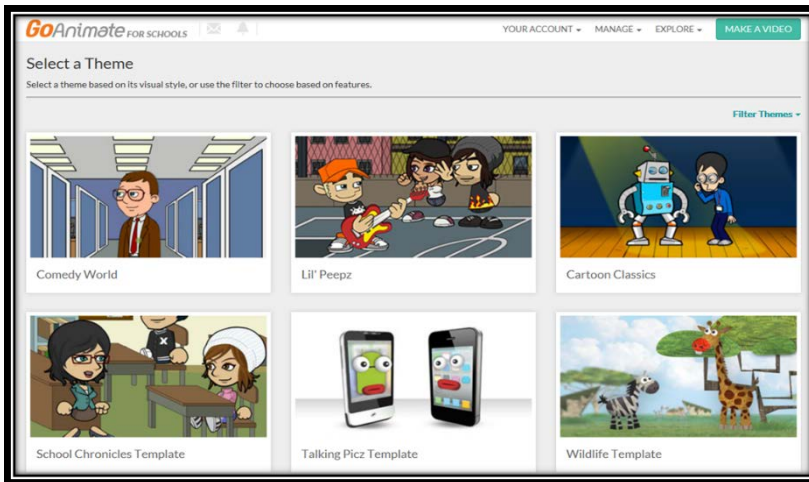 GoAnimate FOR SCHOOLS
YOUR ACCOUNT MANAGE EXPLORE MAKE A VIDEO
Select a Theme
Select a theme based on its visual style, or use the filter to choose based on features.
Filter Themes
Comedy World
Lil' Peepz
Cartoon Classics
X
School Chronicles Template
Talking Picz Template
Wildlife Template